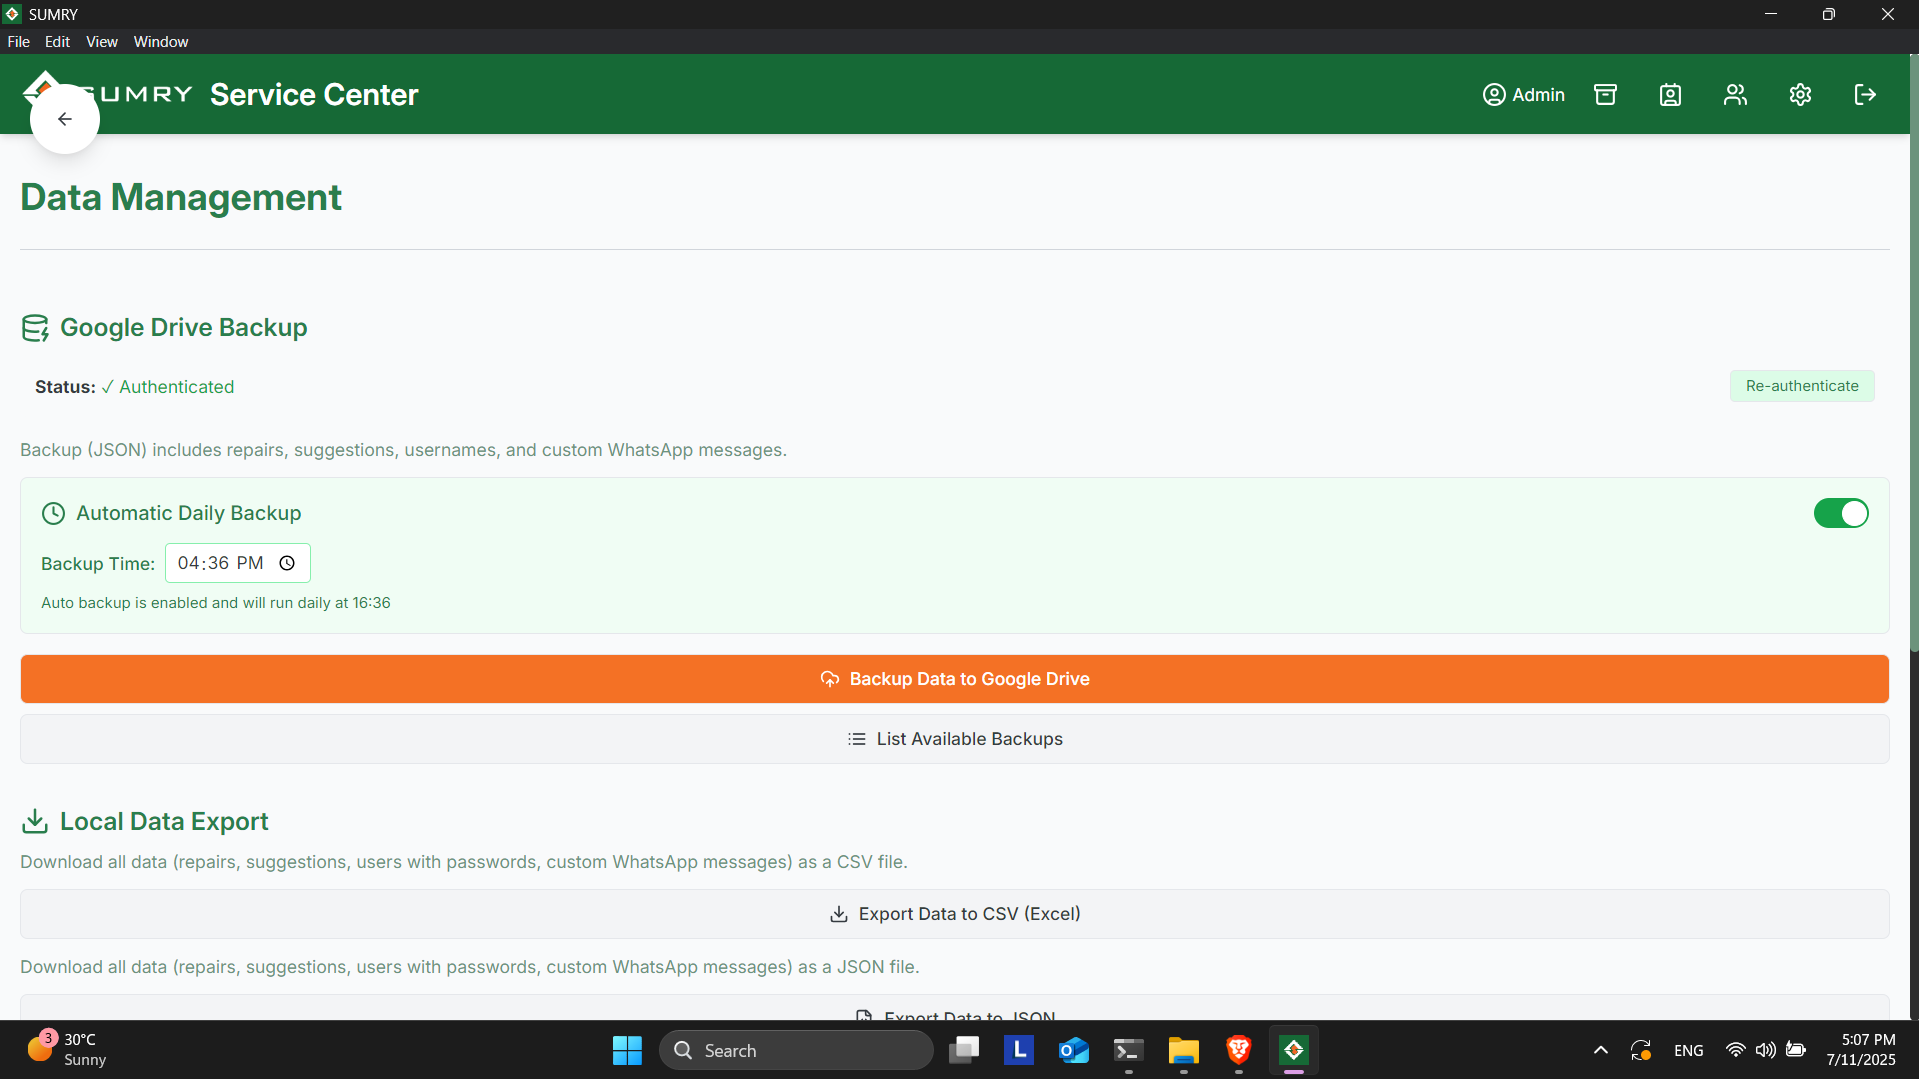 SUMRY
File Edit View Window
SUMRY Service Center
Admin
Data Management
Google Drive Backup
Status: ✓ Authenticated
Re-authenticate
Backup (JSON) includes repairs, suggestions, usernames, and custom WhatsApp messages.
Automatic Daily Backup
Backup Time: 04:36 PM
Auto backup is enabled and will run daily at 16:36
Backup Data to Google Drive
List Available Backups
Local Data Export
Download all data (repairs, suggestions, users with passwords, custom WhatsApp messages) as a CSV file.
Export Data to CSV (Excel)
Download all data (repairs, suggestions, users with passwords, custom WhatsApp messages) as a JSON file.
Export Data to JSON
3
30°C
Sunny
Search
L
O
ENG
5:07 PM
7/11/2025